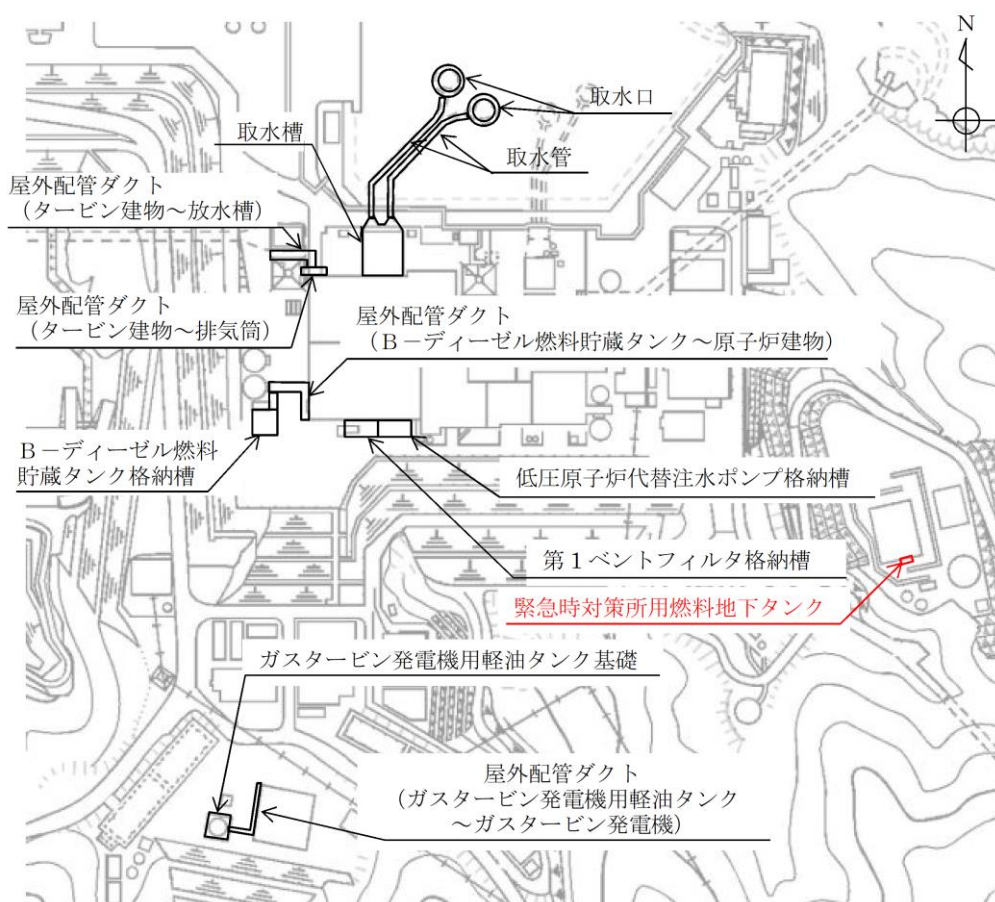 N
取水口
取水槽
取水管
屋外配管ダクト
（タービン建物～放水槽）
屋外配管ダクト
（タービン建物～排気筒）
屋外配管ダクト
（Ｂ－ディーゼル燃料貯蔵タンク～原子炉建物）
Ｂ－ディーゼル燃料
貯蔵タンク格納槽
低圧原子炉代替注水ポンプ格納槽
第１ベントフィルタ格納槽
緊急時対策所用燃料地下タンク
ガスタービン発電機用軽油タンク基礎
屋外配管ダクト
（ガスタービン発電機用軽油タンク
～ガスタービン発電機）